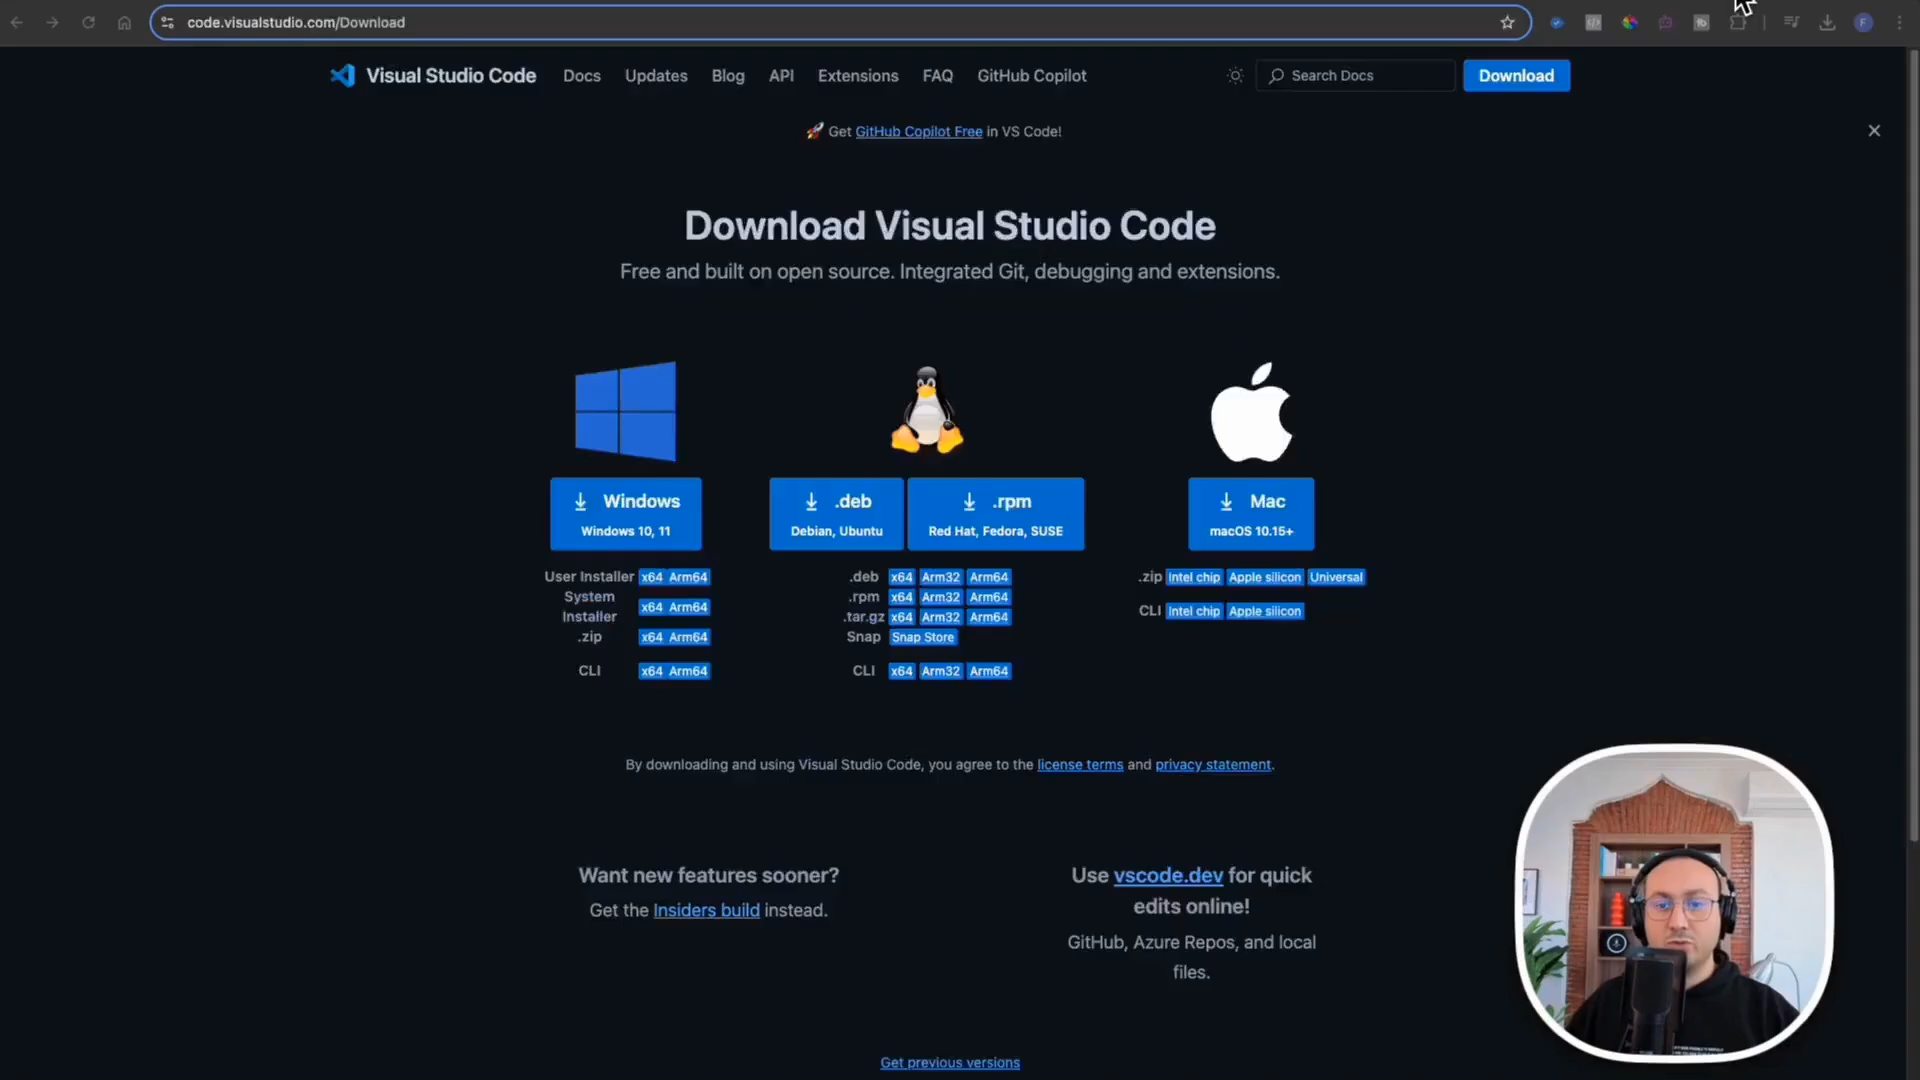 code.visualstudio.com/Download
F
Visual Studio Code
Docs
Updates
Blog
API
Extensions
FAQ
GitHub Copilot
Search Docs
Download
🚀 Get GitHub Copilot Free in VS Code!
Download Visual Studio Code
Free and built on open source. Integrated Git, debugging and extensions.
Windows
Windows 10, 11
User Installer x64 Arm64
System
Installer x64 Arm64
.zip x64 Arm64
CLI x64 Arm64
.deb
Debian, Ubuntu
.rpm
Red Hat, Fedora, SUSE
.deb x64 Arm32 Arm64
.rpm x64 Arm32 Arm64
.tar.gz x64 Arm32 Arm64
Snap Snap Store
CLI x64 Arm32 Arm64
Mac
macOS 10.15+
.zip Intel chip Apple silicon Universal
CLI Intel chip Apple silicon
By downloading and using Visual Studio Code, you agree to the license terms and privacy statement.
Want new features sooner?
Get the Insiders build instead.
Use vscode.dev for quick
edits online!
GitHub, Azure Repos, and local
files.
Get previous versions